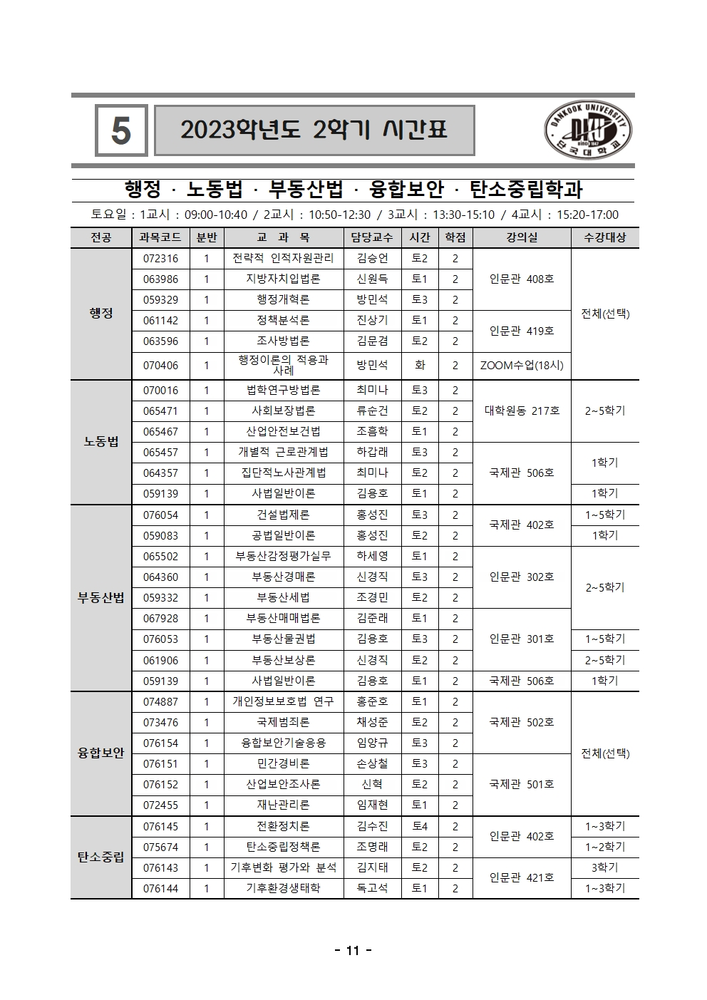 5
2023학년도 2학기 시간표
DANKOOK UNIVERSITY
DKU
since 1947
단국대학교
행정 · 노동법 · 부동산법 · 융합보안 · 탄소중립학과
토요일 : 1교시 : 09:00-10:40 / 2교시 : 10:50-12:30 / 3교시 : 13:30-15:10 / 4교시 : 15:20-17:00
전공 과목코드 분반 교 과 목 담당교수 시간 학점 강의실 수강대상
행정 072316 1 전략적 인적자원관리 김승언 토2 2 인문관 408호 전체(선택)
063986 1 지방자치입법론 신원득 토1 2
059329 1 행정개혁론 방민석 토3 2
061142 1 정책분석론 진상기 토1 2 인문관 419호
063596 1 조사방법론 김문겸 토2 2
070406 1 행정이론의 적용과 사례 방민석 화 2 ZOOM수업(18시)
노동법 070016 1 법학연구방법론 최미나 토3 2 대학원동 217호 2~5학기
065471 1 사회보장법론 류순건 토2 2
065467 1 산업안전보건법 조흠학 토1 2
065457 1 개별적 근로관계법 하갑래 토3 2 국제관 506호 1학기
064357 1 집단적노사관계법 최미나 토2 2
059139 1 사법일반이론 김용호 토1 2 1학기
부동산법 076054 1 건설법제론 홍성진 토3 2 국제관 402호 1~5학기
059083 1 공법일반이론 홍성진 토2 2 1학기
065502 1 부동산감정평가실무 하세영 토1 2 인문관 302호 2~5학기
064360 1 부동산경매론 신경직 토3 2
059332 1 부동산세법 조경민 토2 2
067928 1 부동산매매법론 김준래 토1 2 인문관 301호
076053 1 부동산물권법 김용호 토3 2 1~5학기
061906 1 부동산보상론 신경직 토2 2 2~5학기
059139 1 사법일반이론 김용호 토1 2 국제관 506호 1학기
융합보안 074887 1 개인정보보호법 연구 홍준호 토1 2 국제관 502호 전체(선택)
073476 1 국제범죄론 채성준 토2 2
076154 1 융합보안기술응용 임양규 토3 2
076151 1 민간경비론 손상철 토3 2 국제관 501호
076152 1 산업보안조사론 신혁 토2 2
072455 1 재난관리론 임재현 토1 2
탄소중립 076145 1 전환정치론 김수진 토4 2 인문관 402호 1~3학기
075674 1 탄소중립정책론 조명래 토2 2 1~2학기
076143 1 기후변화 평가와 분석 김지태 토2 2 인문관 421호 3학기
076144 1 기후환경생태학 독고석 토1 2 1~3학기
- 11 -